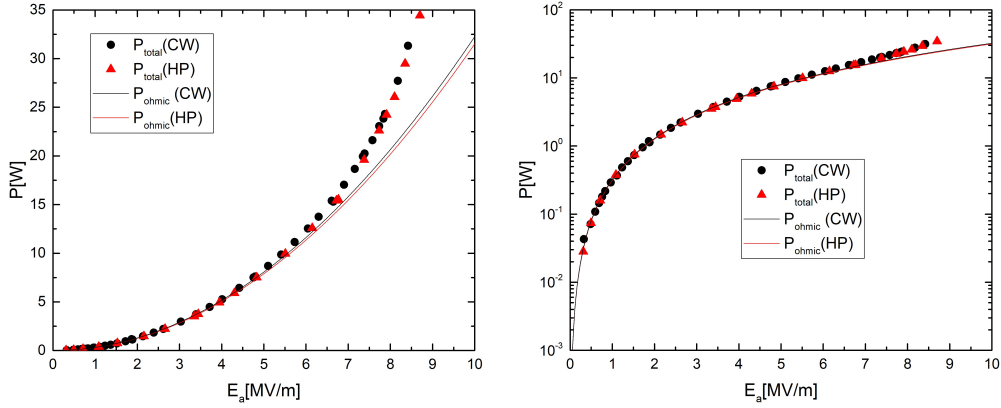 35
30
25
20
15
10
5
0
P[W]
P_total(CW)
P_total(HP)
P_ohmic (CW)
P_ohmic(HP)
0 1 2 3 4 5 6 7 8 9 10
E_a[MV/m]
10^2
10^1
10^0
10^-1
10^-2
10^-3
P[W]
P_total(CW)
P_total(HP)
P_ohmic (CW)
P_ohmic(HP)
0 1 2 3 4 5 6 7 8 9 10
E_a[MV/m]